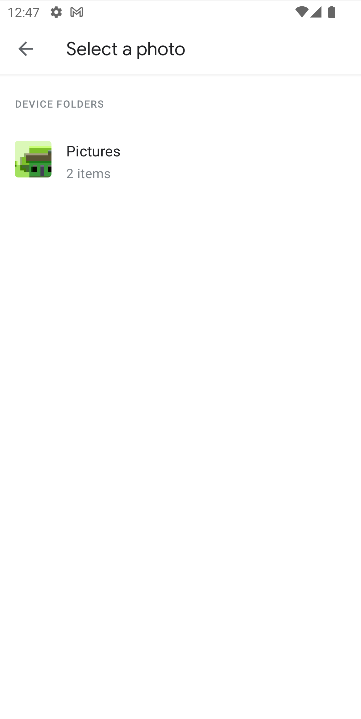 12:47
Select a photo
DEVICE FOLDERS
Pictures
2 items